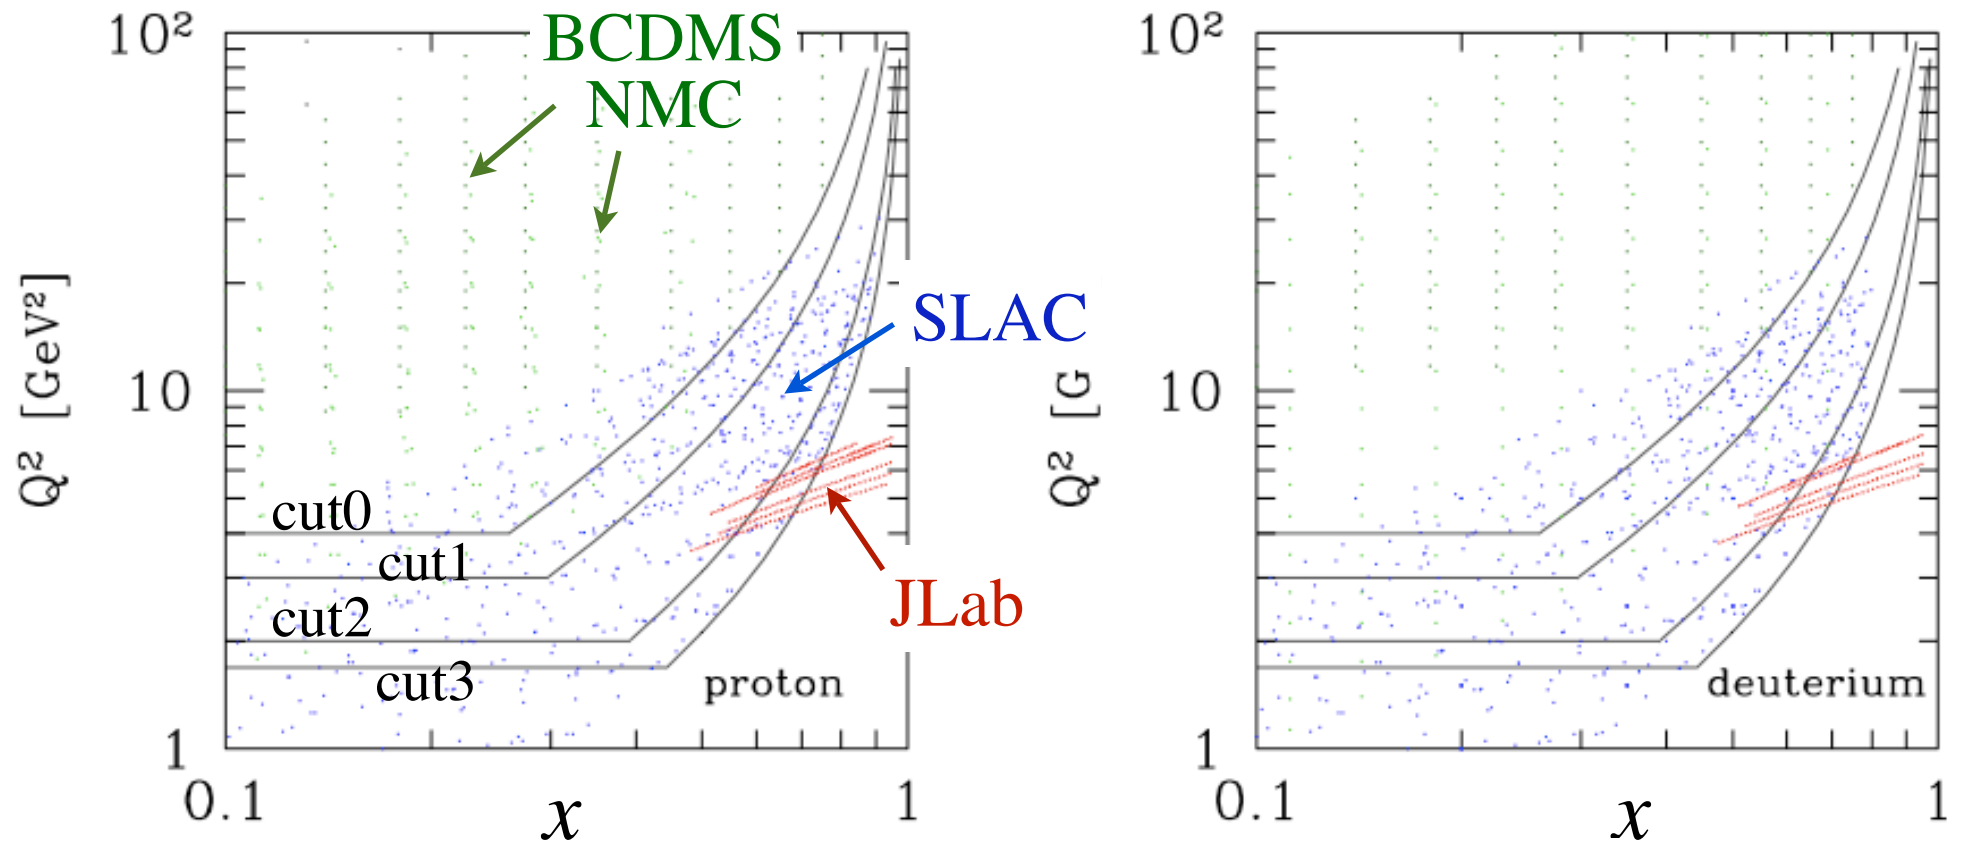 10²
BCDMS
NMC
SLAC
JLab
Q² [GeV²]
10
1
cut0
cut1
cut2
cut3
proton
0.1
x
1
10²
Q² [G
10
1
deuterium
0.1
x
1